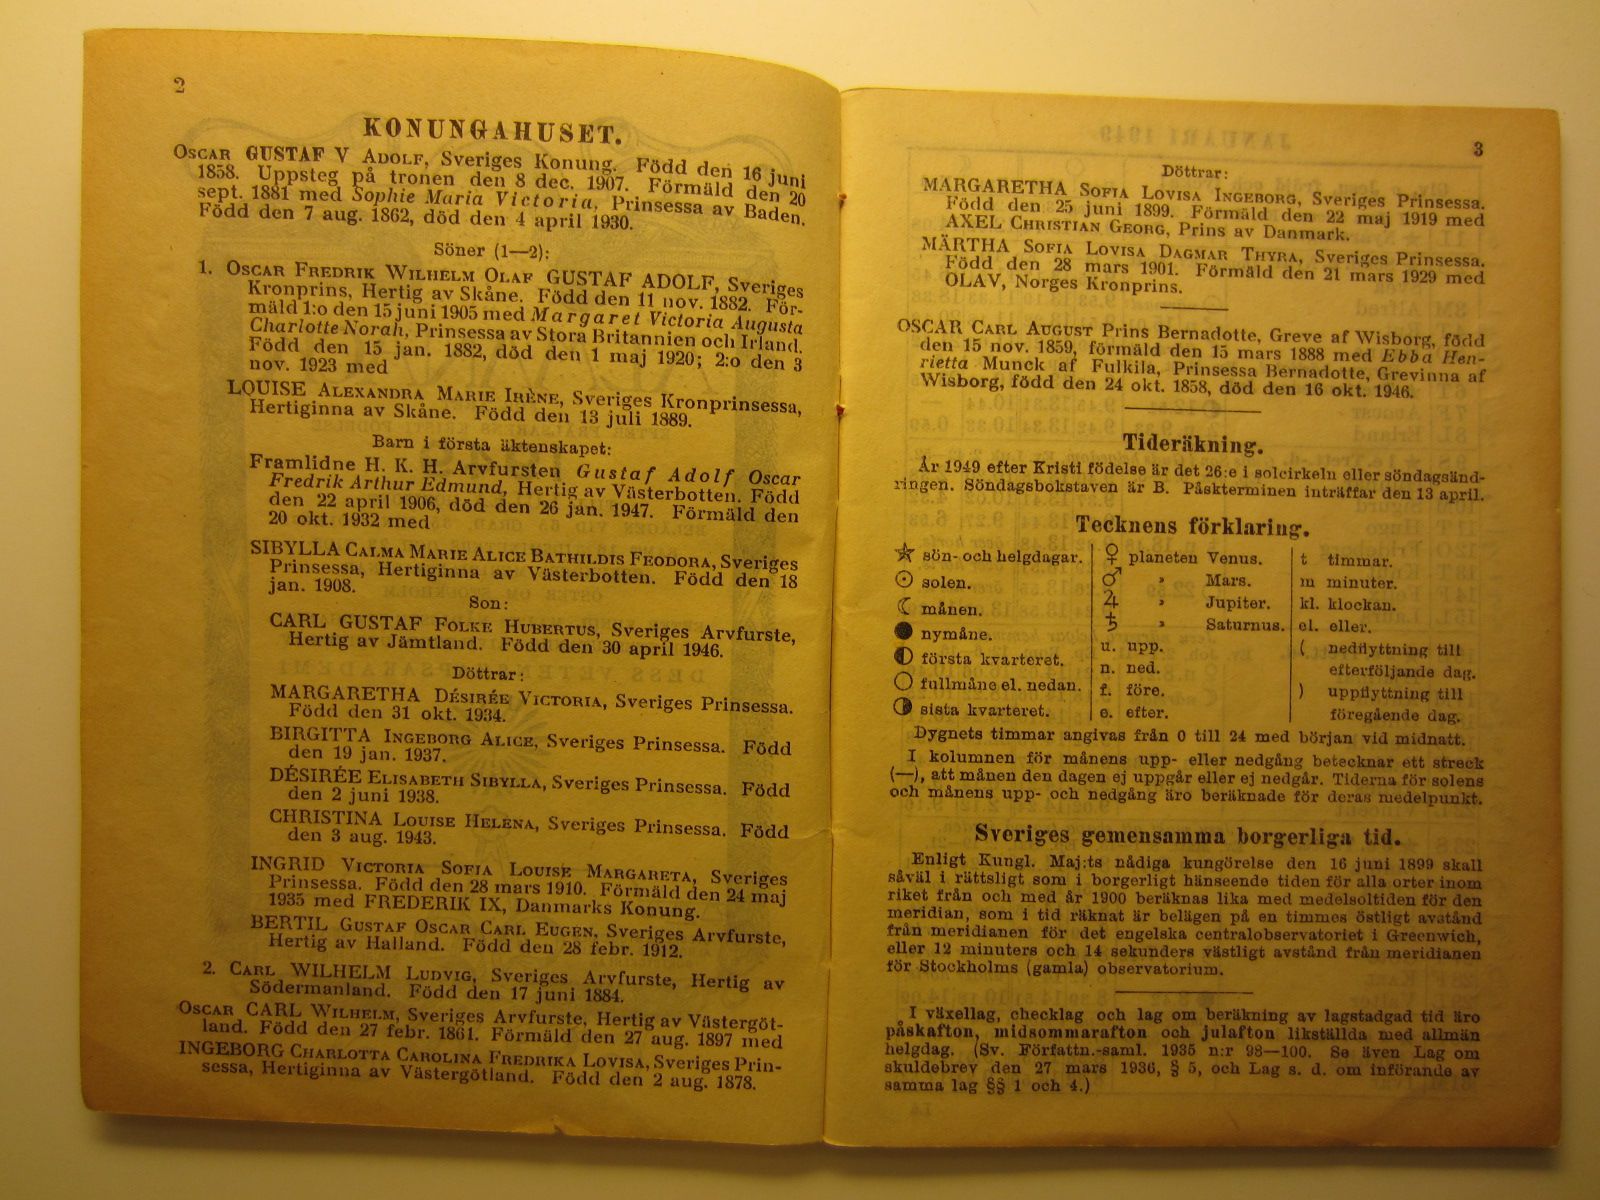 2
KONUNGAHUSET.
OSCAR GUSTAF V ADOLF, Sveriges Konung. Född den 16 juni
1858. Uppsteg på tronen den 8 dec. 1907. Förmäld den 20
sept. 1881 med Sophie Maria Victoria, Prinsessa av Baden.
Född den 7 aug. 1862, död den 4 april 1930.
Söner (1—2):
1. OSCAR FREDRIK WILHELM OLAF GUSTAF ADOLF, Sveriges
Kronprins, Hertig av Skåne. Född den 11 nov. 1882. För-
mäld 1:o den 15 juni 1905 med Margaret Victoria Augusta
Charlotte Norah, Prinsessa av Stora Britannien och Irland.
Född den 15 jan. 1882, död den 1 maj 1920; 2:o den 3
nov. 1923 med
LOUISE ALEXANDRA MARIE IRÈNE, Sveriges Kronprinsessa,
Hertiginna av Skåne. Född den 13 juli 1889.
Barn i första äktenskapet:
Framlidne H. K. H. Arvfursten Gustaf Adolf Oscar
Fredrik Arthur Edmund, Hertig av Västerbotten. Född
den 22 april 1906, död den 26 jan. 1947. Förmäld den
20 okt. 1932 med
SIBYLLA CALMA MARIE ALICE BATHILDIS FEODORA, Sveriges
Prinsessa, Hertiginna av Västerbotten. Född den 18
jan. 1908.
Son:
CARL GUSTAF FOLKE HUBERTUS, Sveriges Arvfurste,
Hertig av Jämtland. Född den 30 april 1946.
Döttrar:
MARGARETHA DÉSIRÉE VICTORIA, Sveriges Prinsessa.
Född den 31 okt. 1934.
BIRGITTA INGEBORG ALICE, Sveriges Prinsessa. Född
den 19 jan. 1937.
DÉSIRÉE ELISABETH SIBYLLA, Sveriges Prinsessa. Född
den 2 juni 1938.
CHRISTINA LOUISE HELENA, Sveriges Prinsessa. Född
den 3 aug. 1943.
INGRID VICTORIA SOFIA LOUISE MARGARETA, Sveriges
Prinsessa. Född den 28 mars 1910. Förmäld den 24 maj
1935 med FREDERIK IX, Danmarks Konung.
BERTIL GUSTAF OSCAR CARL EUGEN, Sveriges Arvfurste,
Hertig av Halland. Född den 28 febr. 1912.
2. CARL WILHELM LUDVIG, Sveriges Arvfurste, Hertig av
Södermanland. Född den 17 juni 1884.
OSCAR CARL WILHELM, Sveriges Arvfurste, Hertig av Västergöt-
land. Född den 27 febr. 1861. Förmäld den 27 aug. 1897 med
INGEBORG CHARLOTTA CAROLINA FREDRIKA LOVISA, Sveriges Prin-
sessa, Hertiginna av Västergötland. Född den 2 aug. 1878.
3
Döttrar:
MARGARETHA SOFIA LOVISA INGEBORG, Sveriges Prinsessa.
Född den 25 juni 1899. Förmäld den 22 maj 1919 med
AXEL CHRISTIAN GEORG, Prins av Danmark.
MÄRTHA SOFIA LOVISA DAGMAR THYRA, Sveriges Prinsessa.
Född den 28 mars 1901. Förmäld den 21 mars 1929 med
OLAV, Norges Kronprins.
OSCAR CARL AUGUST Prins Bernadotte, Greve af Wisborg, född
den 15 nov. 1859, förmäld den 15 mars 1888 med Ebba Hen-
rietta Munck af Fulkila, Prinsessa Bernadotte, Grevinna af
Wisborg, född den 24 okt. 1858, död den 16 okt. 1946.
Tideräkning.
År 1949 efter Kristi födelse är det 26:e i solcirkeln eller söndagsänd-
ringen. Söndagsbokstaven är B. Påskterminen inträffar den 13 april.
Tecknens förklaring.
☆ sön- och helgdagar.
☉ solen.
☾ månen.
● nymåne.
◐ första kvarteret.
○ fullmåne el. nedan.
◑ sista kvarteret.
♀ planeten Venus.
♂ » Mars.
♃ » Jupiter.
♄ » Saturnus.
u. upp.
n. ned.
f. före.
e. efter.
t timmar.
m minuter.
kl. klockan.
el. eller.
( nedflyttning till
efterföljande dag.
) uppflyttning till
föregående dag.
Dygnets timmar angivas från 0 till 24 med början vid midnatt.
I kolumnen för månens upp- eller nedgång betecknar ett streck
(—), att månen den dagen ej uppgår eller ej nedgår. Tiderna för solens
och månens upp- och nedgång äro beräknade för deras medelpunkt.
Sveriges gemensamma borgerliga tid.
Enligt Kungl. Maj:ts nådiga kungörelse den 16 juni 1899 skall
såväl i rättsligt som i borgerligt hänseende tiden för alla orter inom
riket från och med år 1900 beräknas lika med medelsoltiden för den
meridian, som i tid räknat är belägen på en timmes östligt avstånd
från meridianen för det engelska centralobservatoriet i Greenwich,
eller 12 minuters och 14 sekunders västligt avstånd från meridianen
för Stockholms (gamla) observatorium.
I växellag, checklag och lag om beräkning av lagstadgad tid äro
påskafton, midsommarafton och julafton likställda med allmän
helgdag. (Sv. Författn.-saml. 1935 n:r 98—100. Se även Lag om
skuldebrev den 27 mars 1936, § 5, och Lag s. d. om införande av
samma lag §§ 1 och 4.)